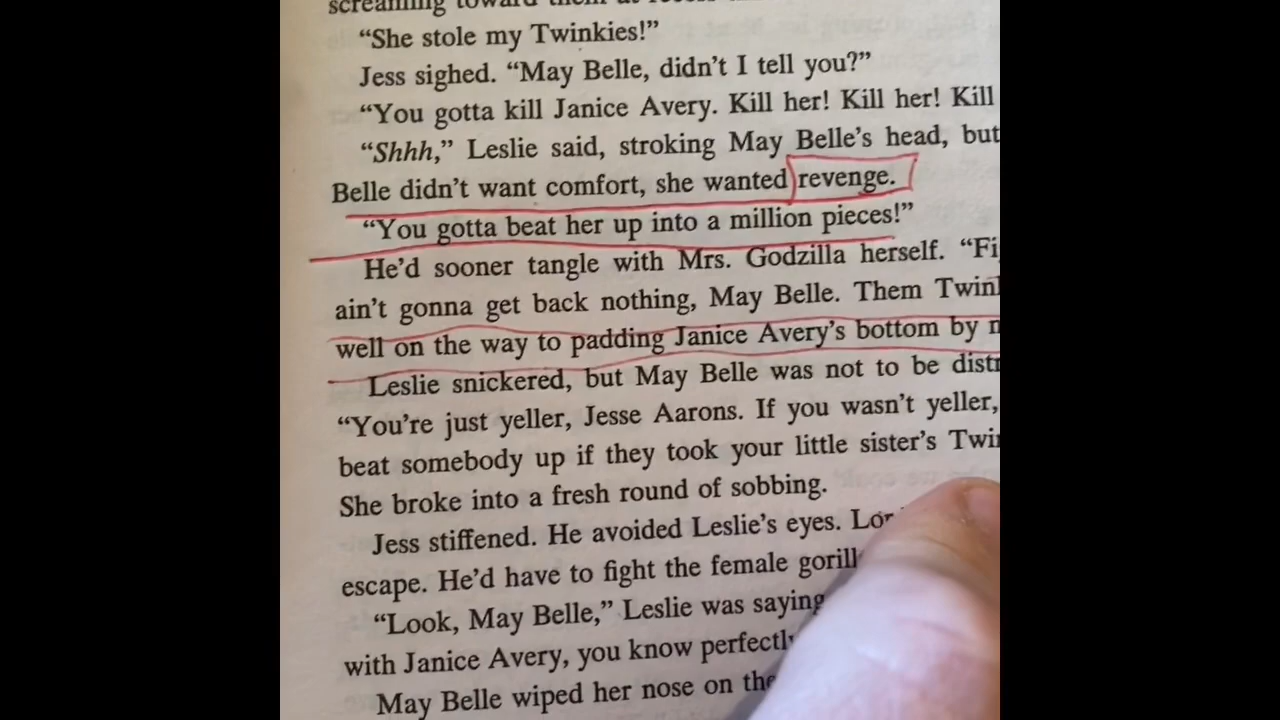 screaming toward them at
“She stole my Twinkies!”
Jess sighed. “May Belle, didn’t I tell you?”
“You gotta kill Janice Avery. Kill her! Kill her! Kill
“Shhh,” Leslie said, stroking May Belle’s head, but
Belle didn’t want comfort, she wanted revenge.
“You gotta beat her up into a million pieces!”
He’d sooner tangle with Mrs. Godzilla herself.
ain’t gonna get back nothing, May Belle. Them
well on the way to padding Janice Avery’s bottom by
Leslie snickered, but May Belle was not to be
“You’re just yeller, Jesse Aarons. If you wasn’t yeller,
beat somebody up if they took your little sister’s
She broke into a fresh round of sobbing.
Jess stiffened. He avoided Leslie’s eyes.
escape. He’d have to fight the female
“Look, May Belle,” Leslie was saying
with Janice Avery, you know
May Belle wiped her nose on the